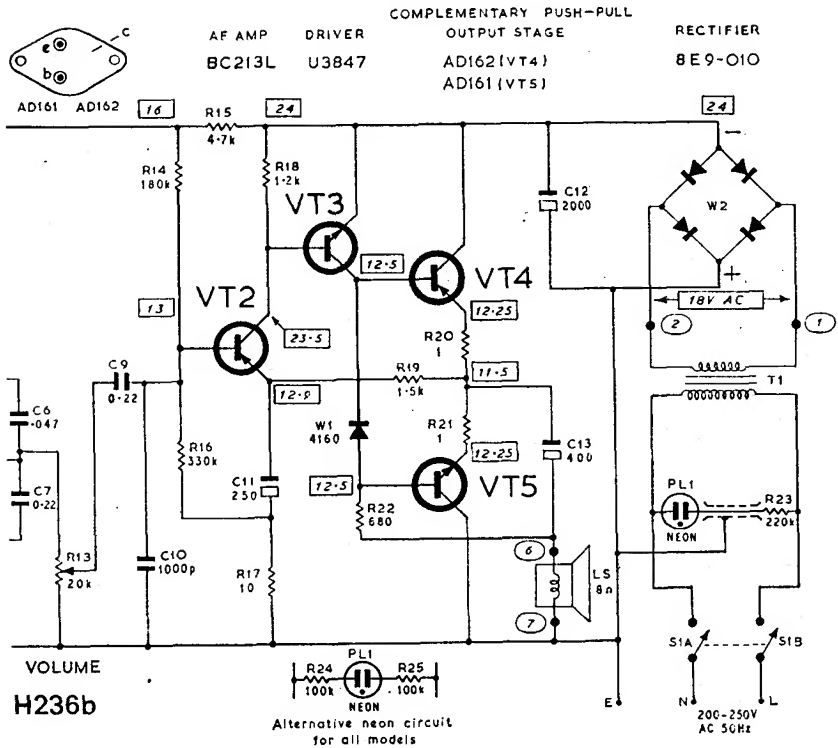 COMPLEMENTARY PUSH-PULL
AF AMP DRIVER OUTPUT STAGE RECTIFIER
BC213L U3847 AD162(VT4) 8E9-010
AD161(VT5)
e
b
c
AD161 AD162
16
R15
4·7k
24
24
−
R14
180k
R18
1·2k
VT3
C12
2000
W2
12·5
VT4
+
18V AC
13
VT2
12·25
2
1
23·5
R20
1
C9
0·22
R19
1·5k
11·5
T1
12·9
C6
·047
W1
4160
R21
1
C13
400
R16
330k
12·25
C7
0·22
C11
250
12·5
VT5
PL1
NEON
R23
220k
R22
680
R13
20k
C10
1000p
R17
10
6
LS
8Ω
7
S1A
S1B
VOLUME
PL1
R24
100k
R25
100k
NEON
H236b
Alternative neon circuit
for all models
E
N
L
200-250V
AC 50Hz